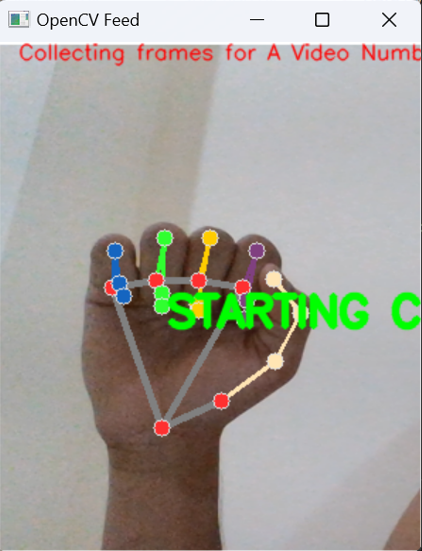 OpenCV Feed
Collecting frames for A Video Numb
STARTING C